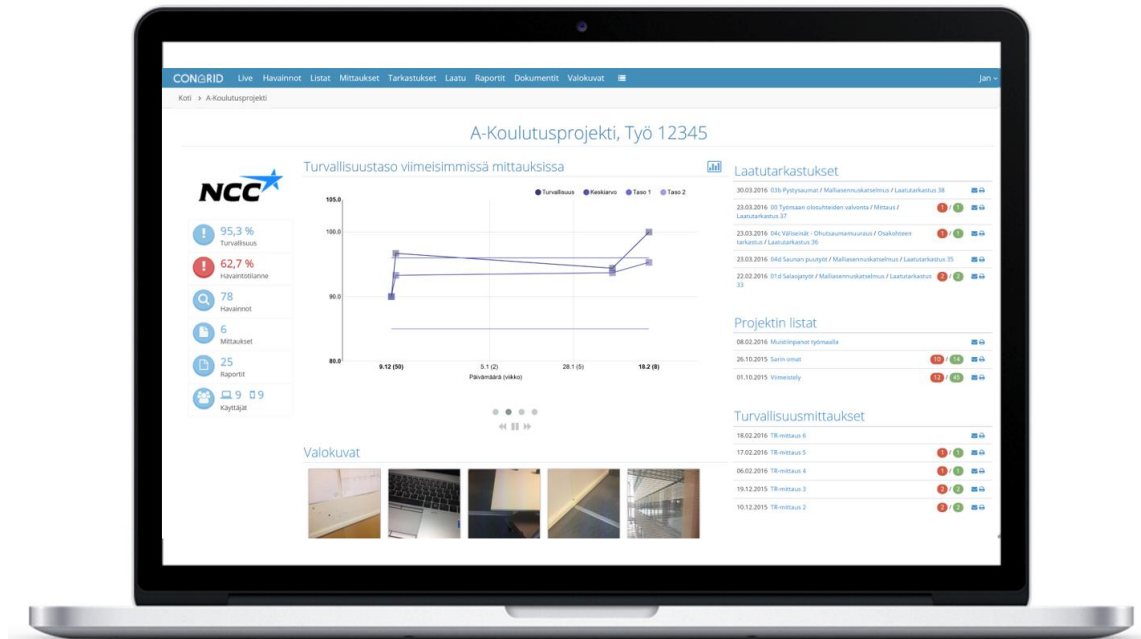 CONGRID Live Havainnot Listat Mittaukset Tarkastukset Laatu Raportit Dokumentit Valokuvat Jan
Koti > A-Koulutusprojekti
A-Koulutusprojekti, Työ 12345
NCC
95,3 %
Turvallisuus
62,7 %
Havaintotilanne
78
Havainnot
6
Mittaukset
25
Raportit
9 9
Käyttäjät
Turvallisuustaso viimeisimmissä mittauksissa
Turvallisuus Keskiarvo Taso 1 Taso 2
105.0
100.0
90.0
80.0
9.12 (50) 5.1 (2) 28.1 (5) 18.2 (8)
Päivämäärä (viikko)
Valokuvat
Laatutarkastukset
30.03.2016 03b Pystysaumat / Malliasennuskatselmus / Laatutarkastus 38
23.03.2016 00 Työmaan olosuhteiden valvonta / Mittaus / 1 / 1
Laatutarkastus 37
23.03.2016 04c Väliseinät - Ohutsaumamuuraus / Osakohteen 1 / 1
tarkastus / Laatutarkastus 36
23.03.2016 04d Saunan puutyöt / Malliasennuskatselmus / Laatutarkastus 35
22.02.2016 01d Salaojatyöt / Malliasennuskatselmus / Laatutarkastus 2 / 2
33
Projektin listat
08.02.2016 Muistiinpanot työmaalla
26.10.2015 Sarin omat 10 / 14
01.10.2015 Viimeistely 12 / 45
Turvallisuusmittaukset
18.02.2016 TR-mittaus 6
17.02.2016 TR-mittaus 5 1 / 1
06.02.2016 TR-mittaus 4 1 / 1
19.12.2015 TR-mittaus 3 2 / 2
10.12.2015 TR-mittaus 2 2 / 2